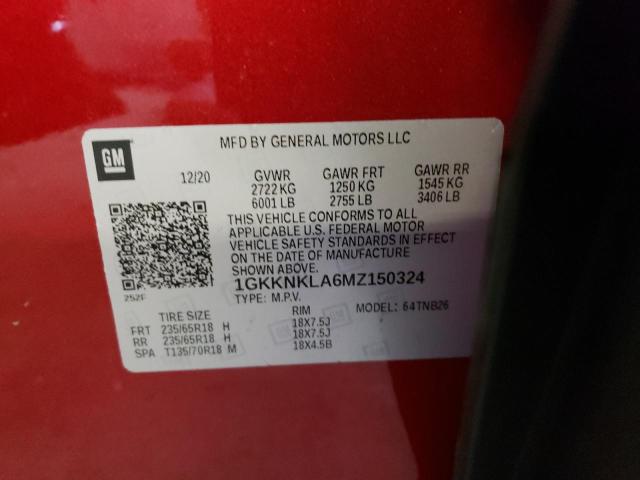 GM
MFD BY GENERAL MOTORS LLC
12/20 GVWR GAWR FRT GAWR RR
2722 KG 1250 KG 1545 KG
6001 LB 2755 LB 3406 LB
THIS VEHICLE CONFORMS TO ALL
APPLICABLE U.S. FEDERAL MOTOR
VEHICLE SAFETY STANDARDS IN EFFECT
ON THE DATE OF MANUFACTURE
SHOWN ABOVE.
1GKKNKLA6MZ150324
TYPE: M.P.V.
252F
TIRE SIZE RIM MODEL: 64TNB26
FRT 235/65R18 H 18X7.5J
RR 235/65R18 H 18X7.5J
SPA T135/70R18 M 18X4.5B